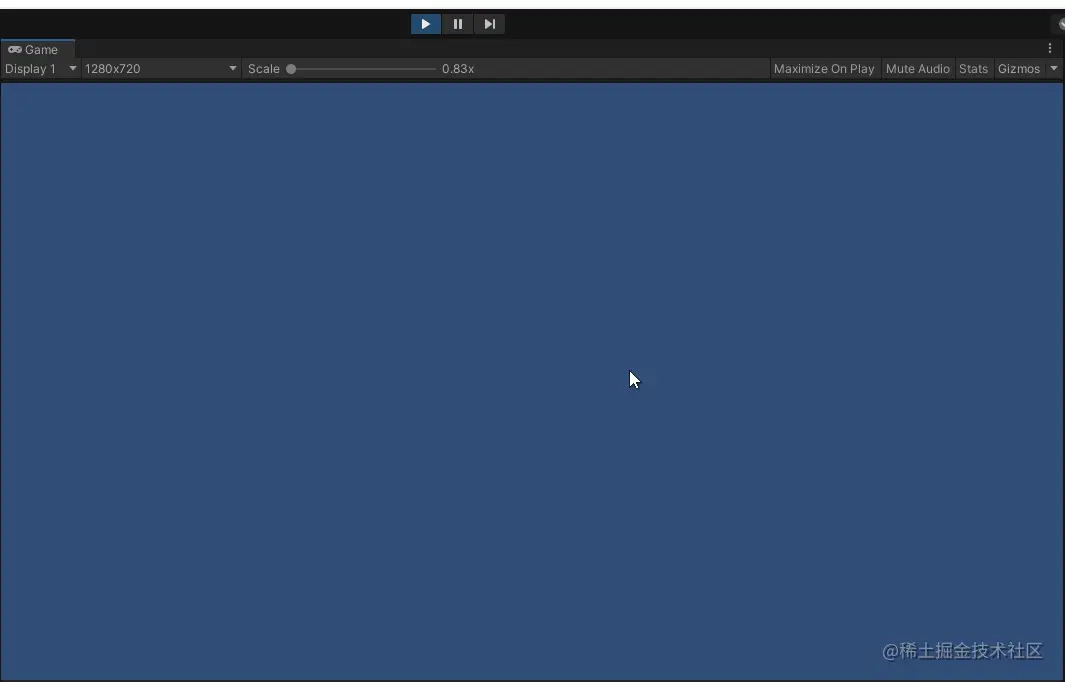 Game
Display 1 1280x720 Scale 0.83x Maximize On Play Mute Audio Stats Gizmos
@稀土掘金技术社区